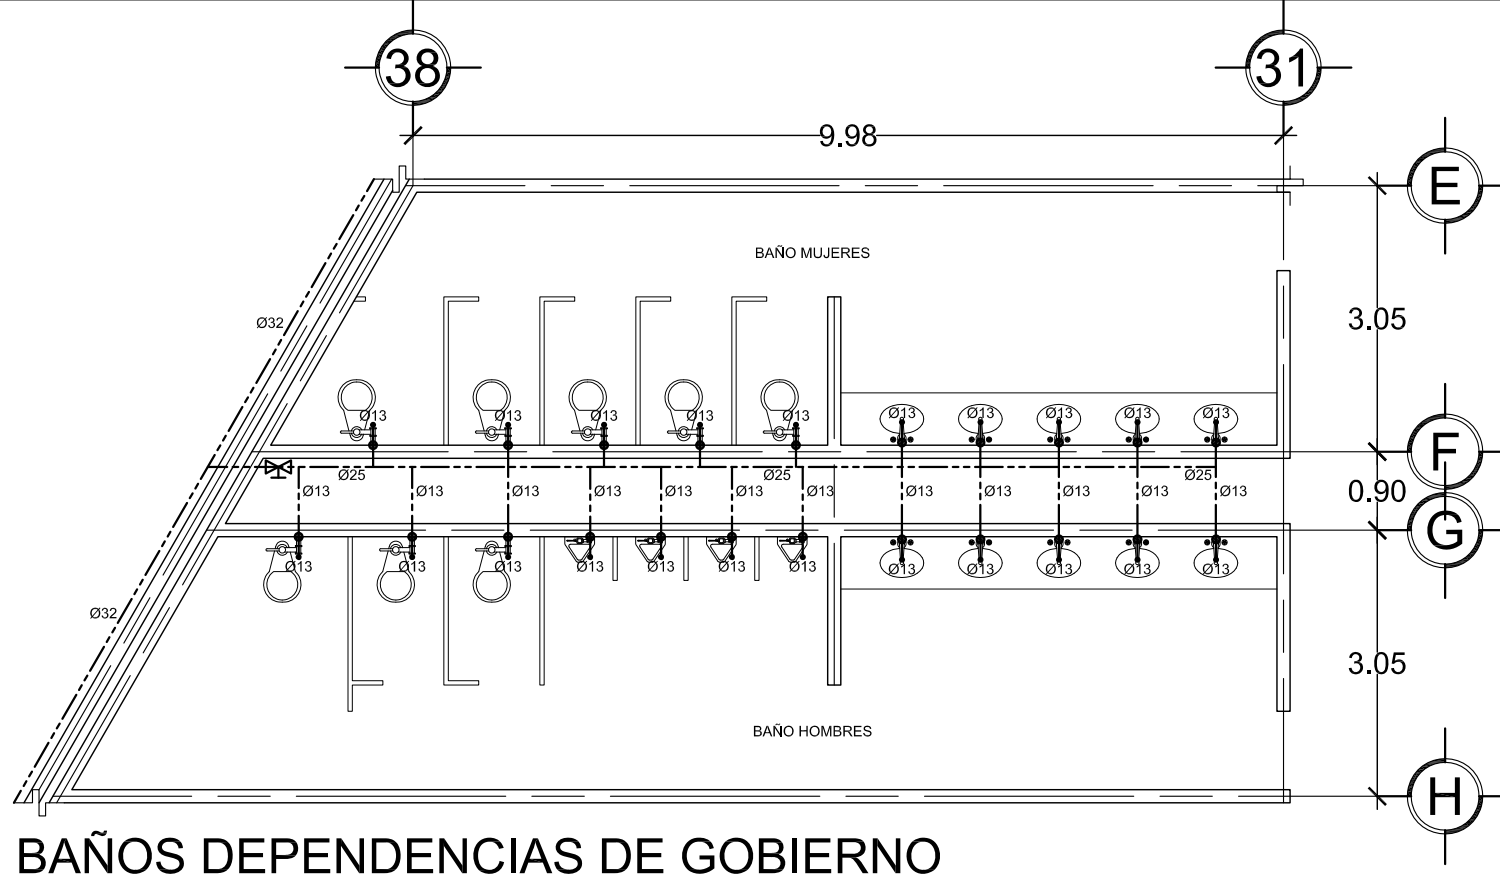 38
31
9.98
E
BAÑO MUJERES
3.05
Ø32
Ø13 Ø13 Ø13 Ø13 Ø13 Ø13 Ø13 Ø13 Ø13 Ø13
F
Ø25 Ø25 Ø25
Ø13 Ø13 Ø13 Ø13 Ø13 Ø13 Ø13 Ø13 Ø13 Ø13 Ø13 Ø13
0.90
G
Ø13 Ø13 Ø13 Ø13 Ø13 Ø13 Ø13 Ø13 Ø13 Ø13 Ø13 Ø13
Ø32
3.05
BAÑO HOMBRES
H
BAÑOS DEPENDENCIAS DE GOBIERNO